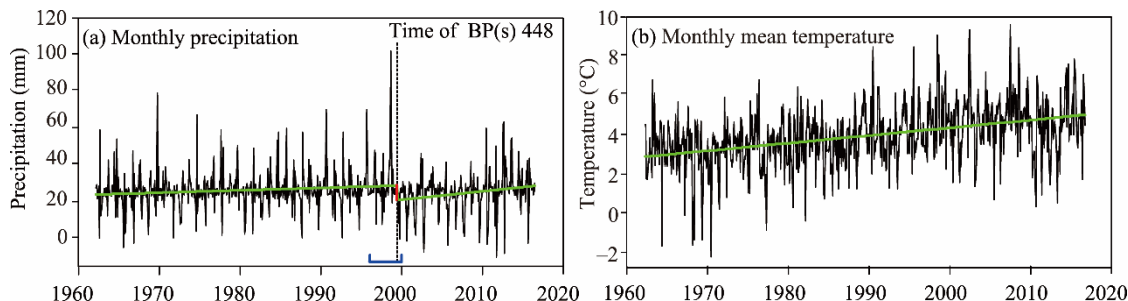 (a) Monthly precipitation
Time of BP(s) 448
Precipitation (mm)
120
100
80
60
40
20
0
1960 1970 1980 1990 2000 2010 2020
(b) Monthly mean temperature
Temperature (°C)
10
8
6
4
2
0
−2
1960 1970 1980 1990 2000 2010 2020